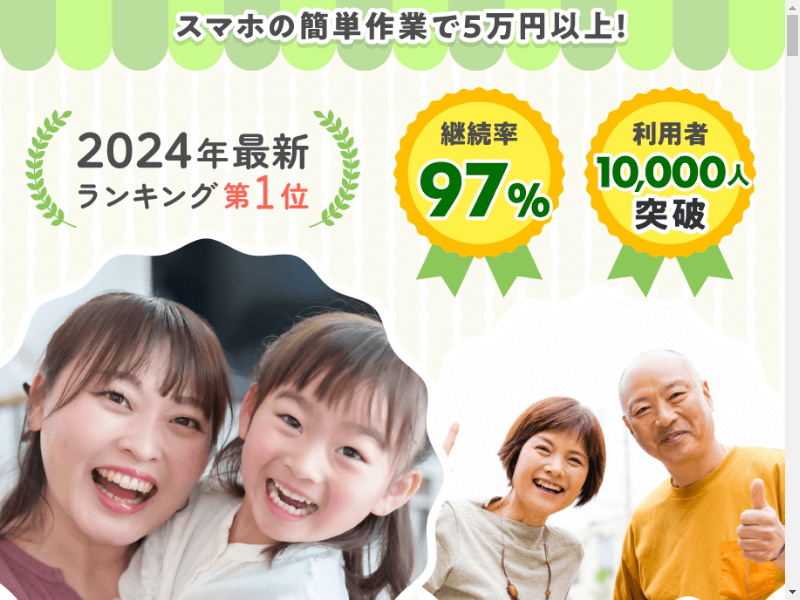 スマホの簡単作業で5万円以上!
2024年最新
ランキング第1位
継続率
97%
利用者
10,000人
突破